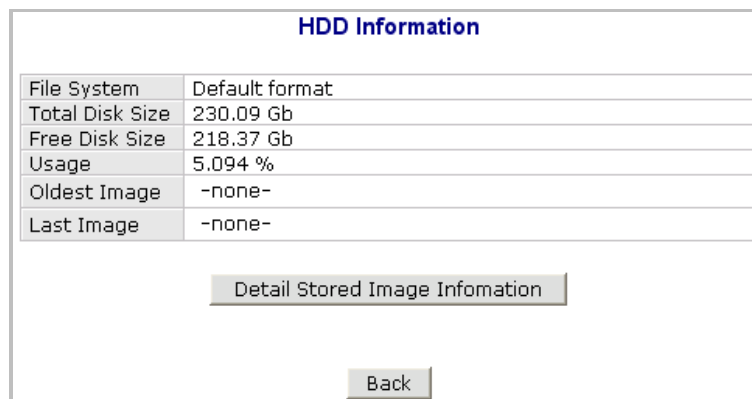 HDD Information
File System Default format
Total Disk Size 230.09 Gb
Free Disk Size 218.37 Gb
Usage 5.094 %
Oldest Image -none-
Last Image -none-
Detail Stored Image Infomation
Back